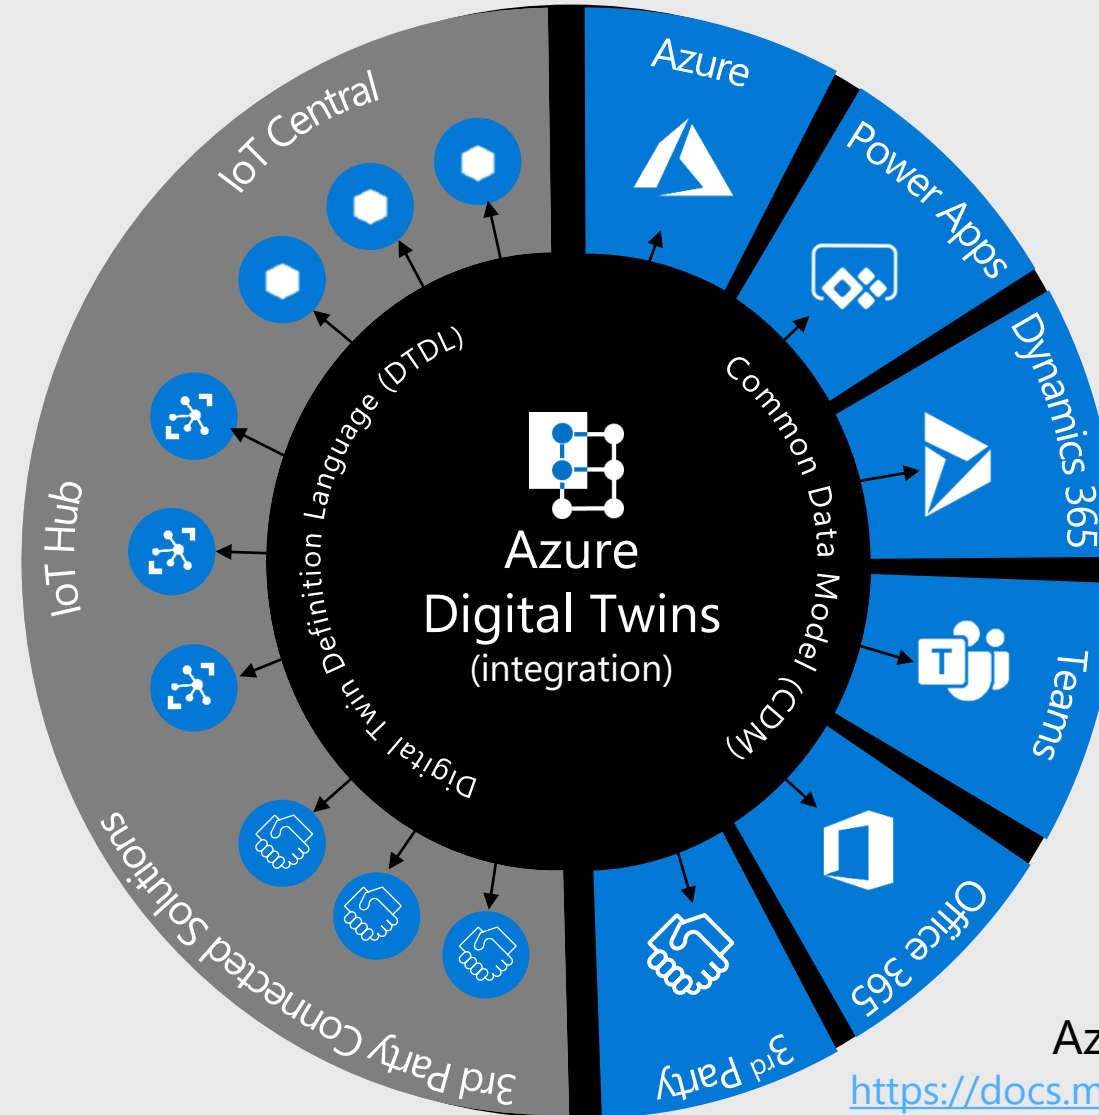 Azure
Power Apps
Dynamics 365
Teams
Office 365
3rd Party
IoT Central
IoT Hub
3rd Party Connected Solutions
Digital Twin Definition Language (DTDL)
Common Data Model (CDM)
Azure
Digital Twins
(integration)
T
Az
https://docs.m